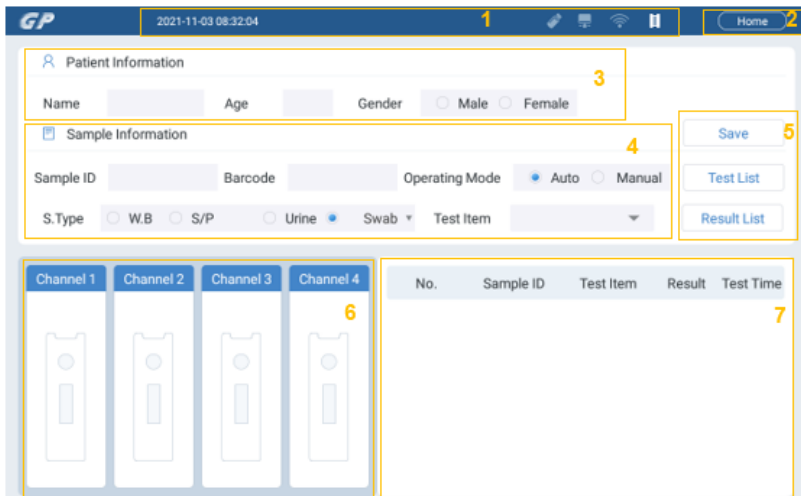 GP 2021-11-03 08:32:04 1 Home 2
Patient Information 3
Name Age Gender Male Female
Sample Information 4 Save 5
Sample ID Barcode Operating Mode Auto Manual Test List
S.Type W.B S/P Urine Swab Test Item Result List
Channel 1 Channel 2 Channel 3 Channel 4 No. Sample ID Test Item Result Test Time
6 7